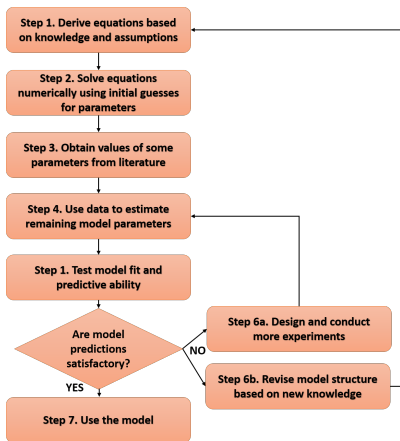 Step 1. Derive equations based
on knowledge and assumptions
Step 2. Solve equations
numerically using initial guesses
for parameters
Step 3. Obtain values of some
parameters from literature
Step 4. Use data to estimate
remaining model parameters
Step 1. Test model fit and
predictive ability
Are model
predictions
satisfactory?
NO
YES
Step 6a. Design and conduct
more experiments
Step 6b. Revise model structure
based on new knowledge
Step 7. Use the model